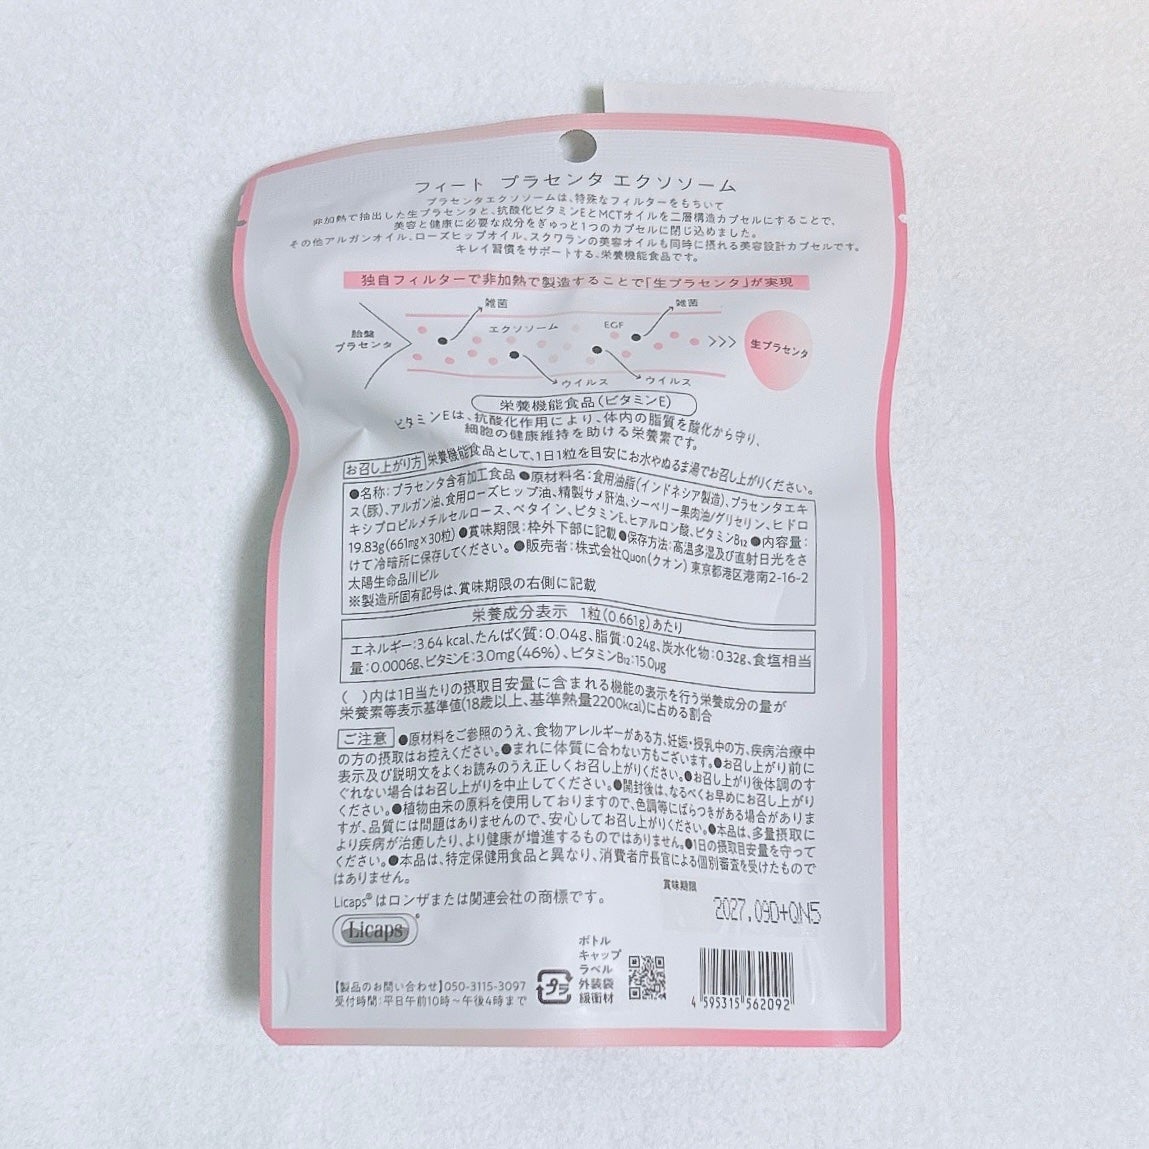 フィート プラセンタ エクソソーム
プラセンタエクソソームは、特殊なフィルターをもちいて
非加熱で抽出した生プラセンタと、抗酸化ビタミンEとMCTオイルを二層構造カプセルにすることで、
美容と健康に必要な成分をぎゅっと1つのカプセルに閉じ込めました。
その他アルガンオイル、ローズヒップオイル、スクワランの美容オイルも同時に摂れる美容設計カプセルです。
キレイ習慣をサポートする、栄養機能食品です。
独自フィルターで非加熱で製造することで「生プラセンタ」が実現
雑菌
雑菌
エクソソーム
EGF
胎盤
プラセンタ
>>>
生プラセンタ
ウイルス
ウイルス
栄養機能食品(ビタミンE)
ビタミンEは、抗酸化作用により、体内の脂質を酸化から守り、
細胞の健康維持を助ける栄養素です。
お召し上がり方 栄養機能食品として、1日1粒を目安にお水やぬるま湯でお召し上がりください。
●名称：プラセンタ含有加工食品 ●原材料名：食用油脂(インドネシア製造)、プラセンタエキ
ス(豚)、アルガン油、食用ローズヒップ油、精製サメ肝油、シーベリー果肉油/グリセリン、ヒドロ
キシプロピルメチルセルロース、ベタイン、ビタミンE、ヒアルロン酸、ビタミンB12 ●内容量：
19.83g(661mg×30粒) ●賞味期限：枠外下部に記載 ●保存方法：高温多湿及び直射日光をさ
けて冷暗所に保存してください。 ●販売者：株式会社Quon(クオン) 東京都港区港南2-16-2
太陽生命品川ビル
※製造所固有記号は、賞味期限の右側に記載
栄養成分表示 1粒(0.661g)あたり
エネルギー：3.64 kcal、たんぱく質：0.04g、脂質：0.24g、炭水化物：0.32g、食塩相当
量：0.0006g、ビタミンE：3.0mg(46%)、ビタミンB12：15.0μg
( )内は1日当たりの摂取目安量に含まれる機能の表示を行う栄養成分の量が
栄養素等表示基準値(18歳以上、基準熱量2200kcal)に占める割合
ご注意 ●原材料をご参照のうえ、食物アレルギーがある方、妊娠・授乳中の方、疾病治療中
の方の摂取はお控えください。●まれに体質に合わない方もございます。●お召し上がり前に
表示及び説明文をよくお読みのうえ正しくお召し上がりください。●お召し上がり後体調のす
ぐれない場合はお召し上がりを中止してください。●開封後は、なるべくお早めにお召し上がり
ください。●植物由来の原料を使用しておりますので、色調等にばらつきがある場合がありま
すが、品質には問題はありませんので、安心してお召し上がりください。●本品は、多量摂取に
より疾病が治癒したり、より健康が増進するものではありません。●1日の摂取目安量を守って
ください。●本品は、特定保健用食品と異なり、消費者庁長官による個別審査を受けたもので
はありません。
Licaps®はロンザまたは関連会社の商標です。
賞味期限
2027.09D+QN5
Licaps®
【製品のお問い合わせ】050-3115-3097
受付時間：平日午前10時～午後4時まで
プラ
ボトル
キャップ
ラベル
外装袋
緩衝材
4 595315 562092